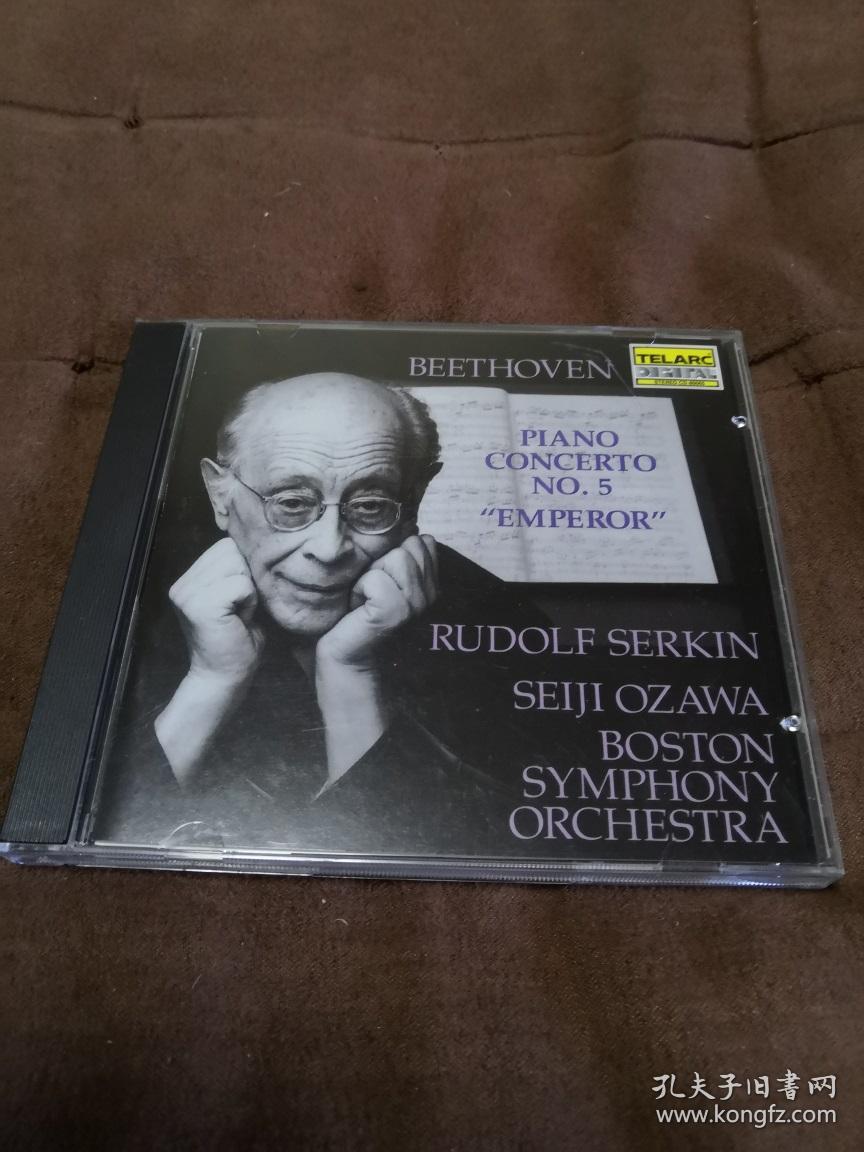 BEETHOVEN
TELARC
DIGITAL
PIANO
CONCERTO
NO. 5
“EMPEROR”
RUDOLF SERKIN
SEIJI OZAWA
BOSTON
SYMPHONY
ORCHESTRA
孔夫子旧书网
www.kongfz.com